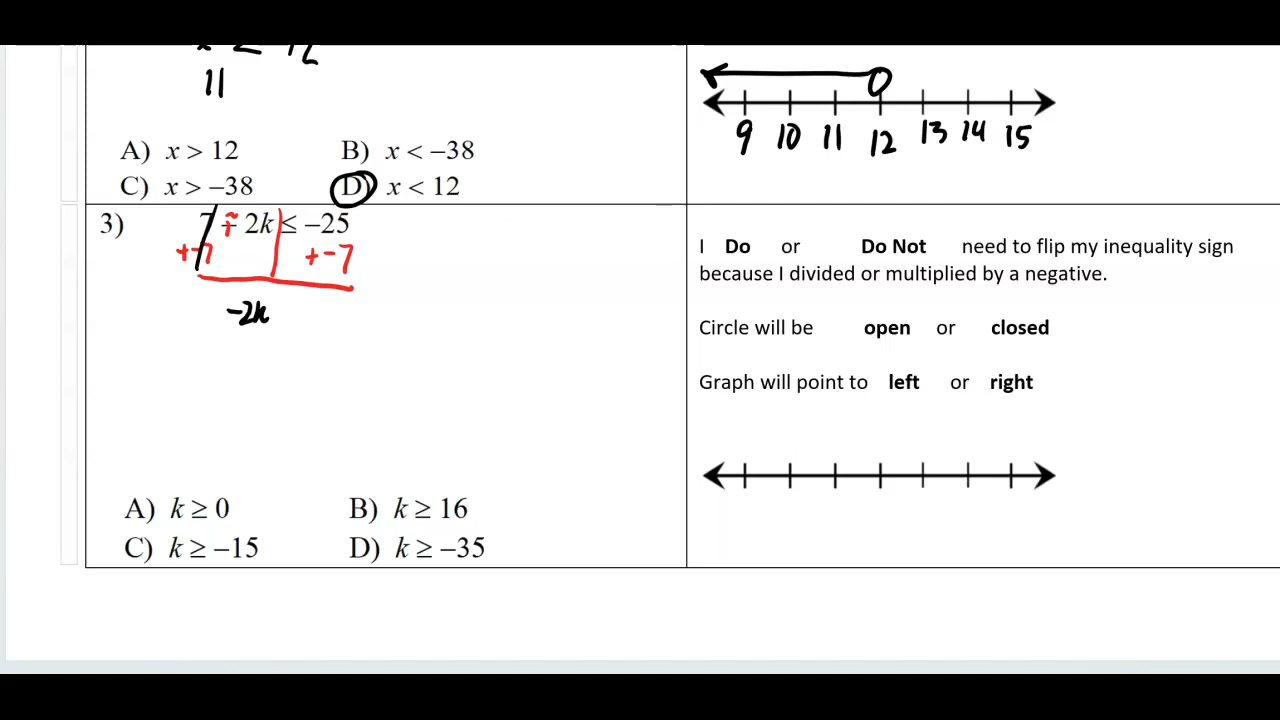 11
A) x > 12 B) x < −38
C) x > −38 D) x < 12
9 10 11 12 13 14 15
3) 7 − 2k ≤ −25
+−7 +−7
−2k
A) k ≥ 0 B) k ≥ 16
C) k ≥ −15 D) k ≥ −35
I Do or Do Not need to flip my inequality sign
because I divided or multiplied by a negative.
Circle will be open or closed
Graph will point to left or right